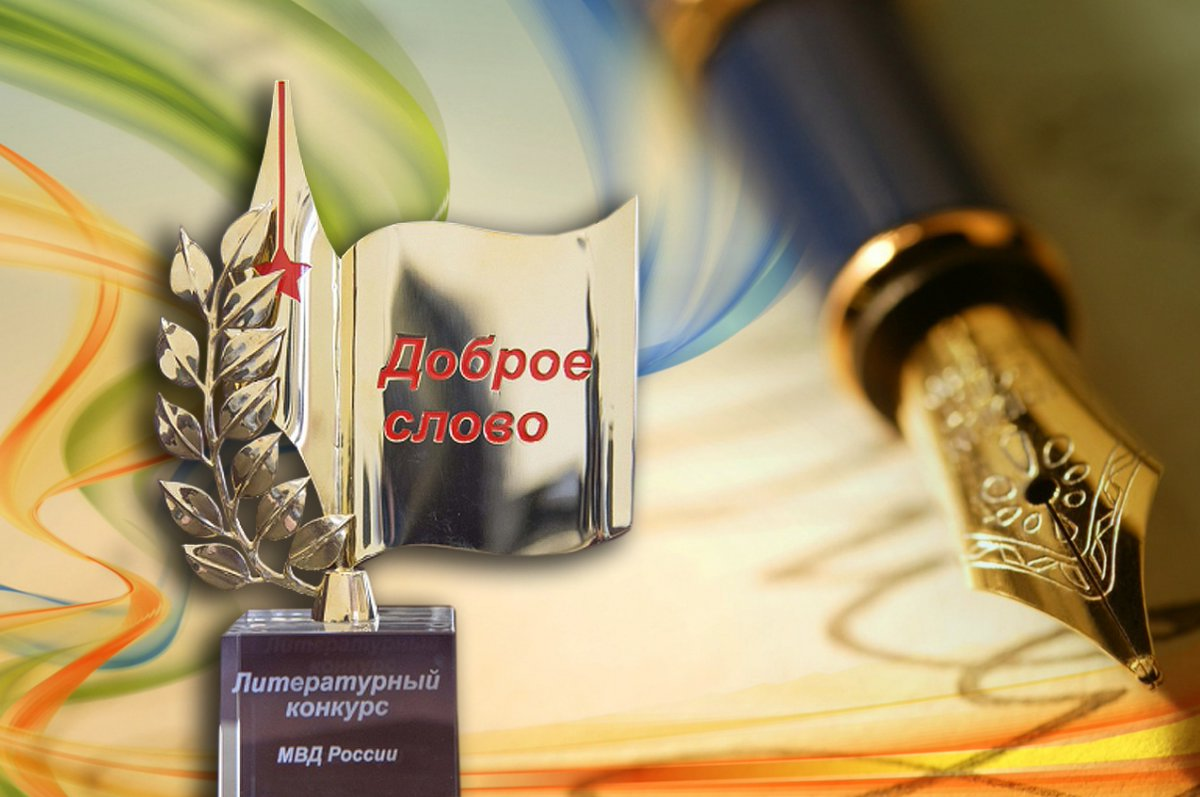 Доброе
слово
Литературный
конкурс
МВД России